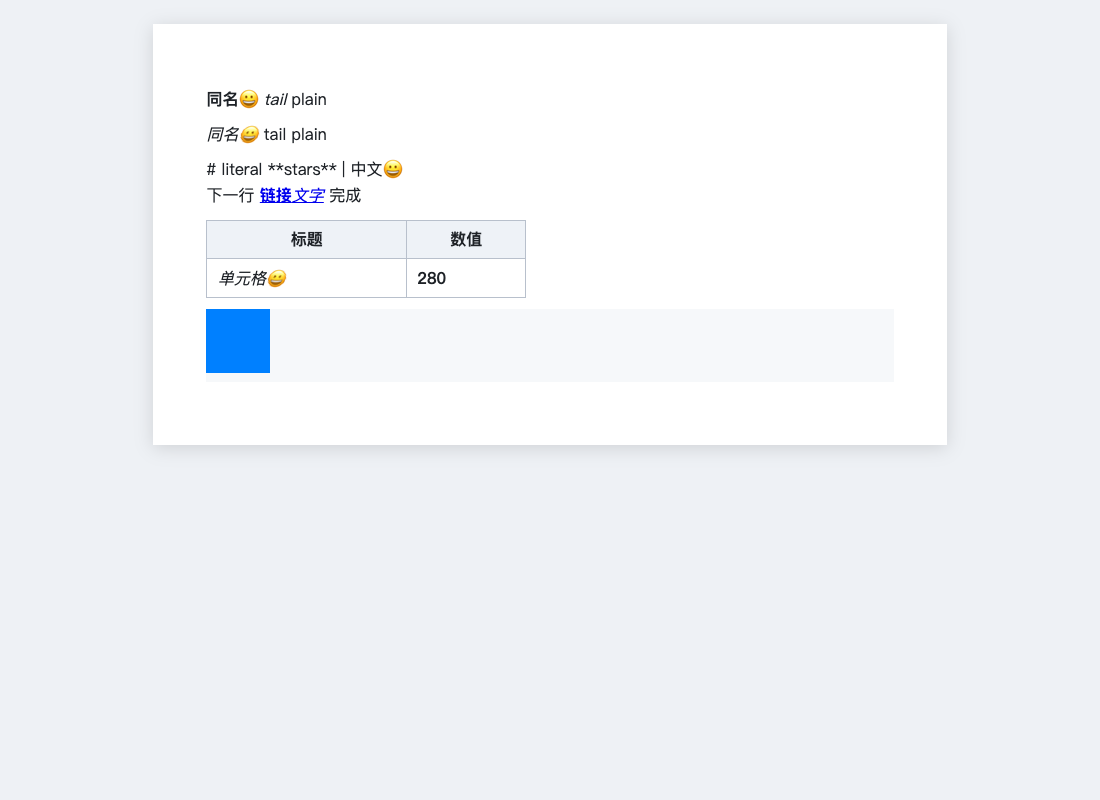 同名😀 tail plain
同名😀 tail plain
# literal **stars** | 中文😀
下一行 链接文字 完成
标题 数值
单元格😀 280